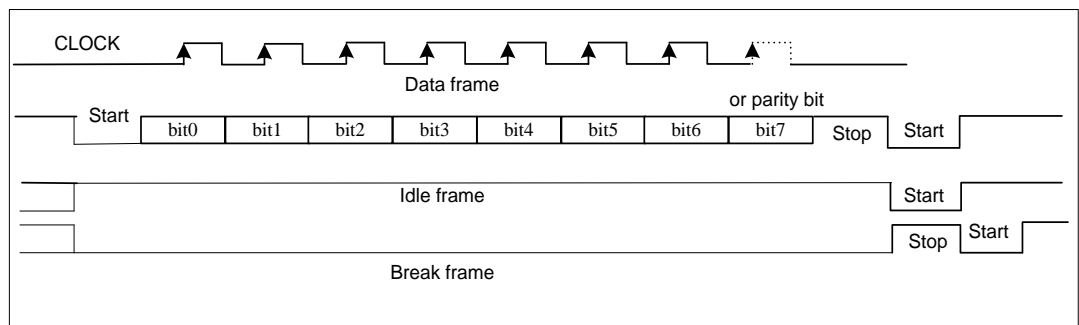 CLOCK
Data frame
or parity bit
Start bit0 bit1 bit2 bit3 bit4 bit5 bit6 bit7 Stop Start
Idle frame Start
Stop Start
Break frame